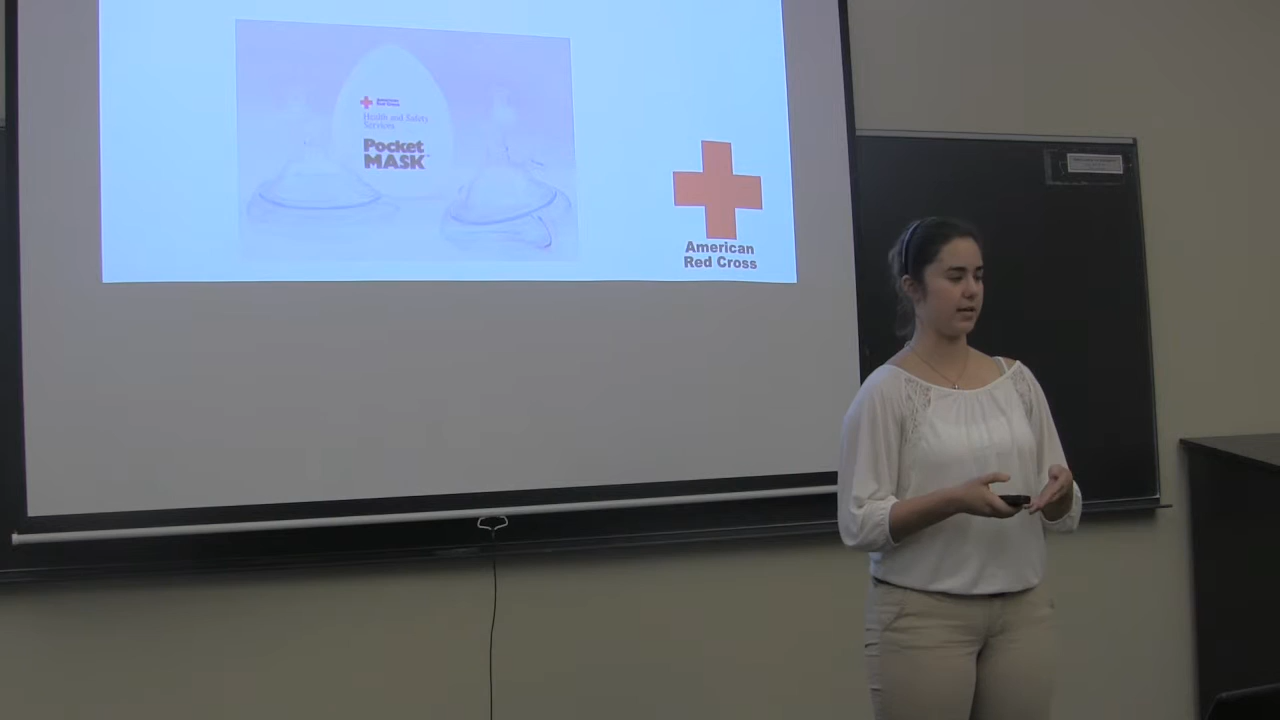 American
Red Cross
Health and Safety
Services
Pocket
MASK
American
Red Cross